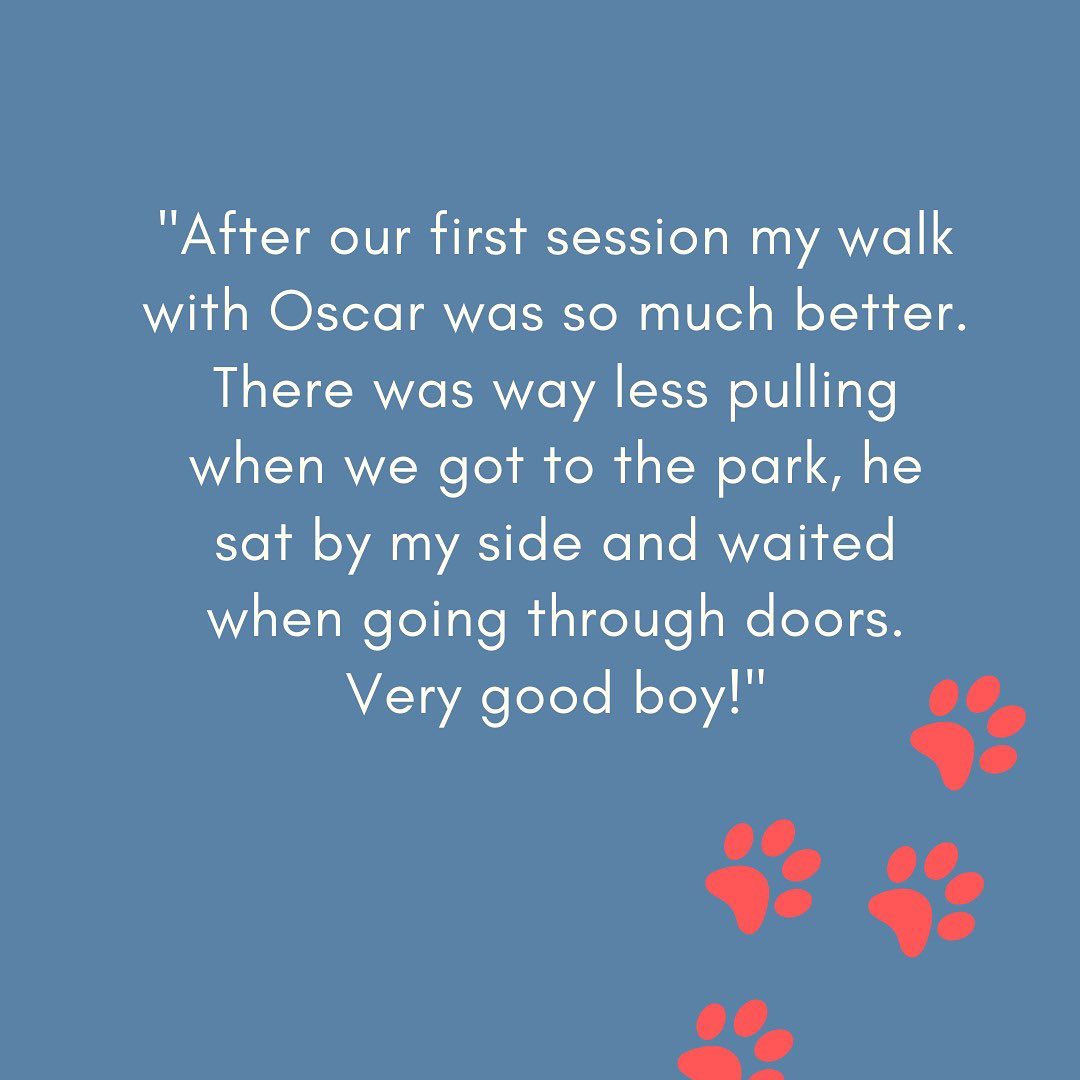 "After our first session my walk
with Oscar was so much better.
There was way less pulling
when we got to the park, he
sat by my side and waited
when going through doors.
Very good boy!"